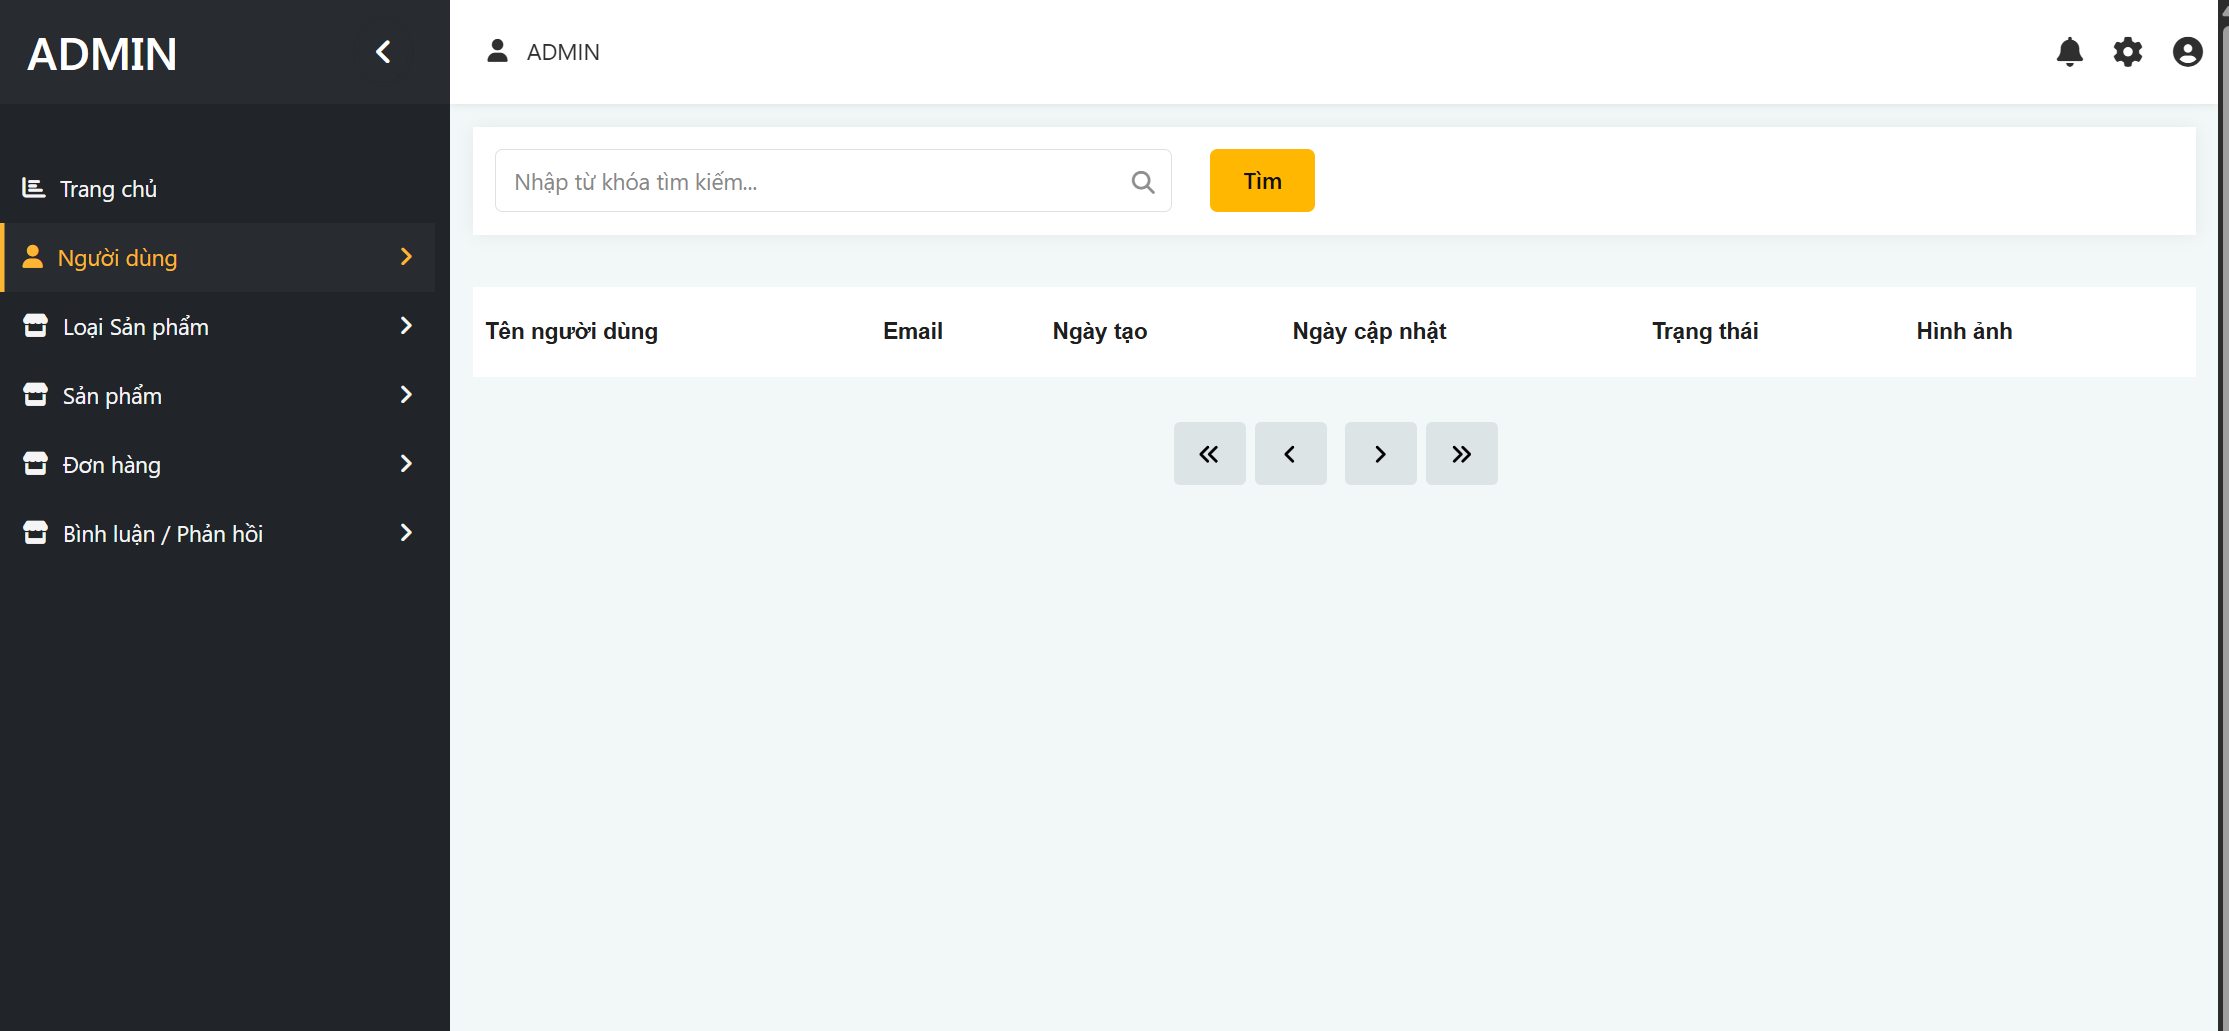 ADMIN
ADMIN
Trang chủ
Người dùng
Loại Sản phẩm
Sản phẩm
Đơn hàng
Bình luận / Phản hồi
Nhập từ khóa tìm kiếm...
Tìm
Tên người dùng Email Ngày tạo Ngày cập nhật Trạng thái Hình ảnh